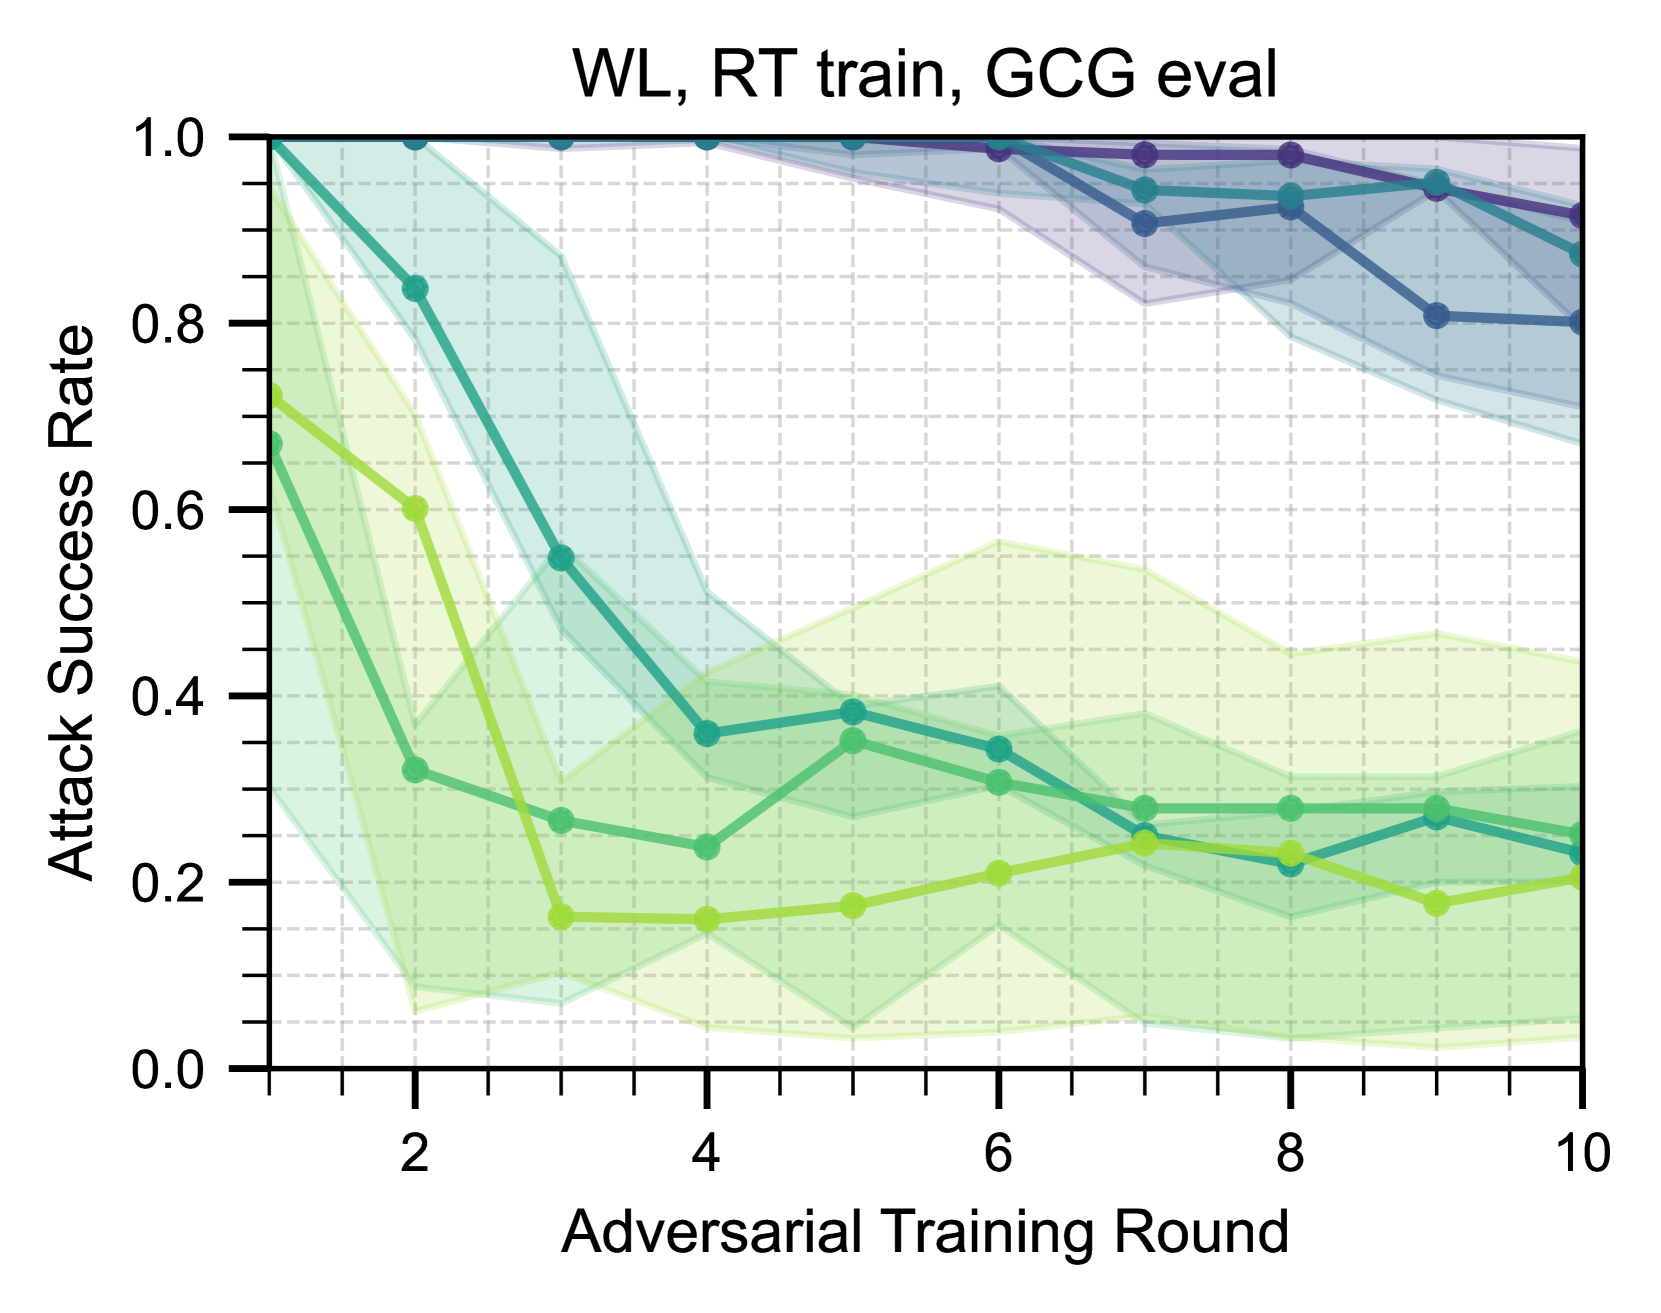 WL, RT train, GCG eval
1.0
0.8
0.6
0.4
0.2
0.0
Attack Success Rate
2 4 6 8 10
Adversarial Training Round